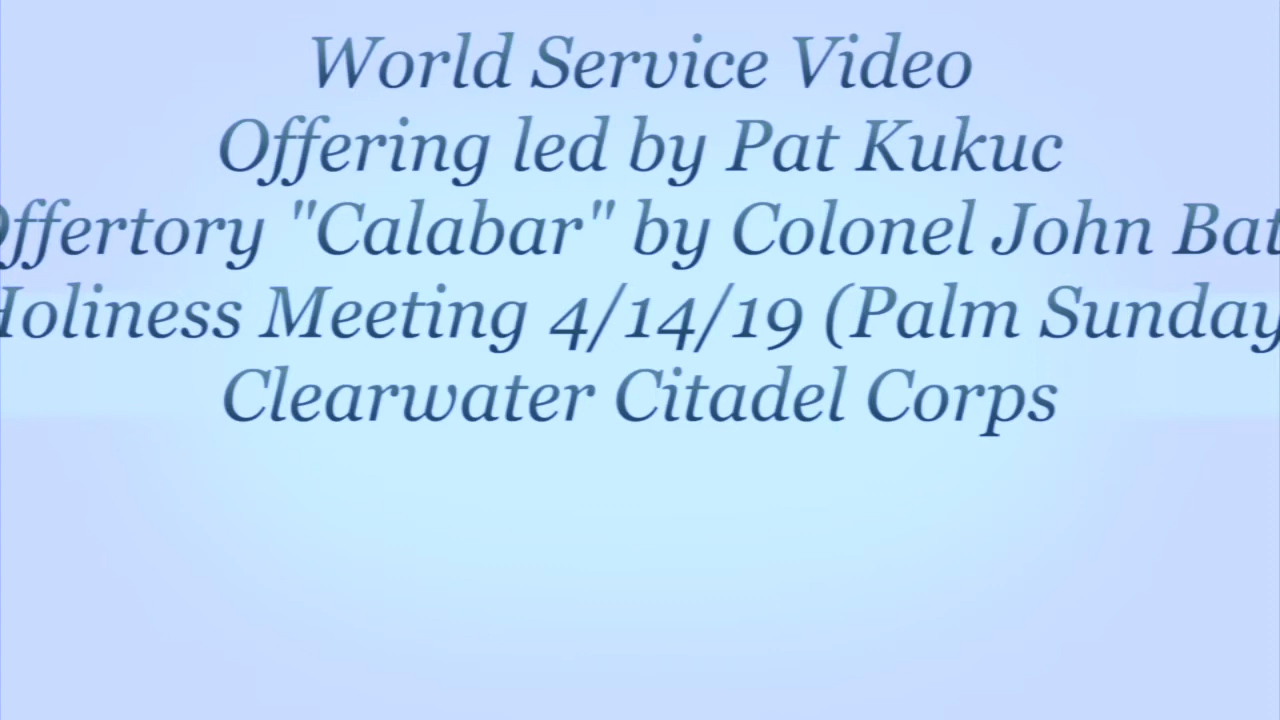 World Service Video
Offering led by Pat Kukuc
Offertory "Calabar" by Colonel John Bat
Holiness Meeting 4/14/19 (Palm Sunday
Clearwater Citadel Corps